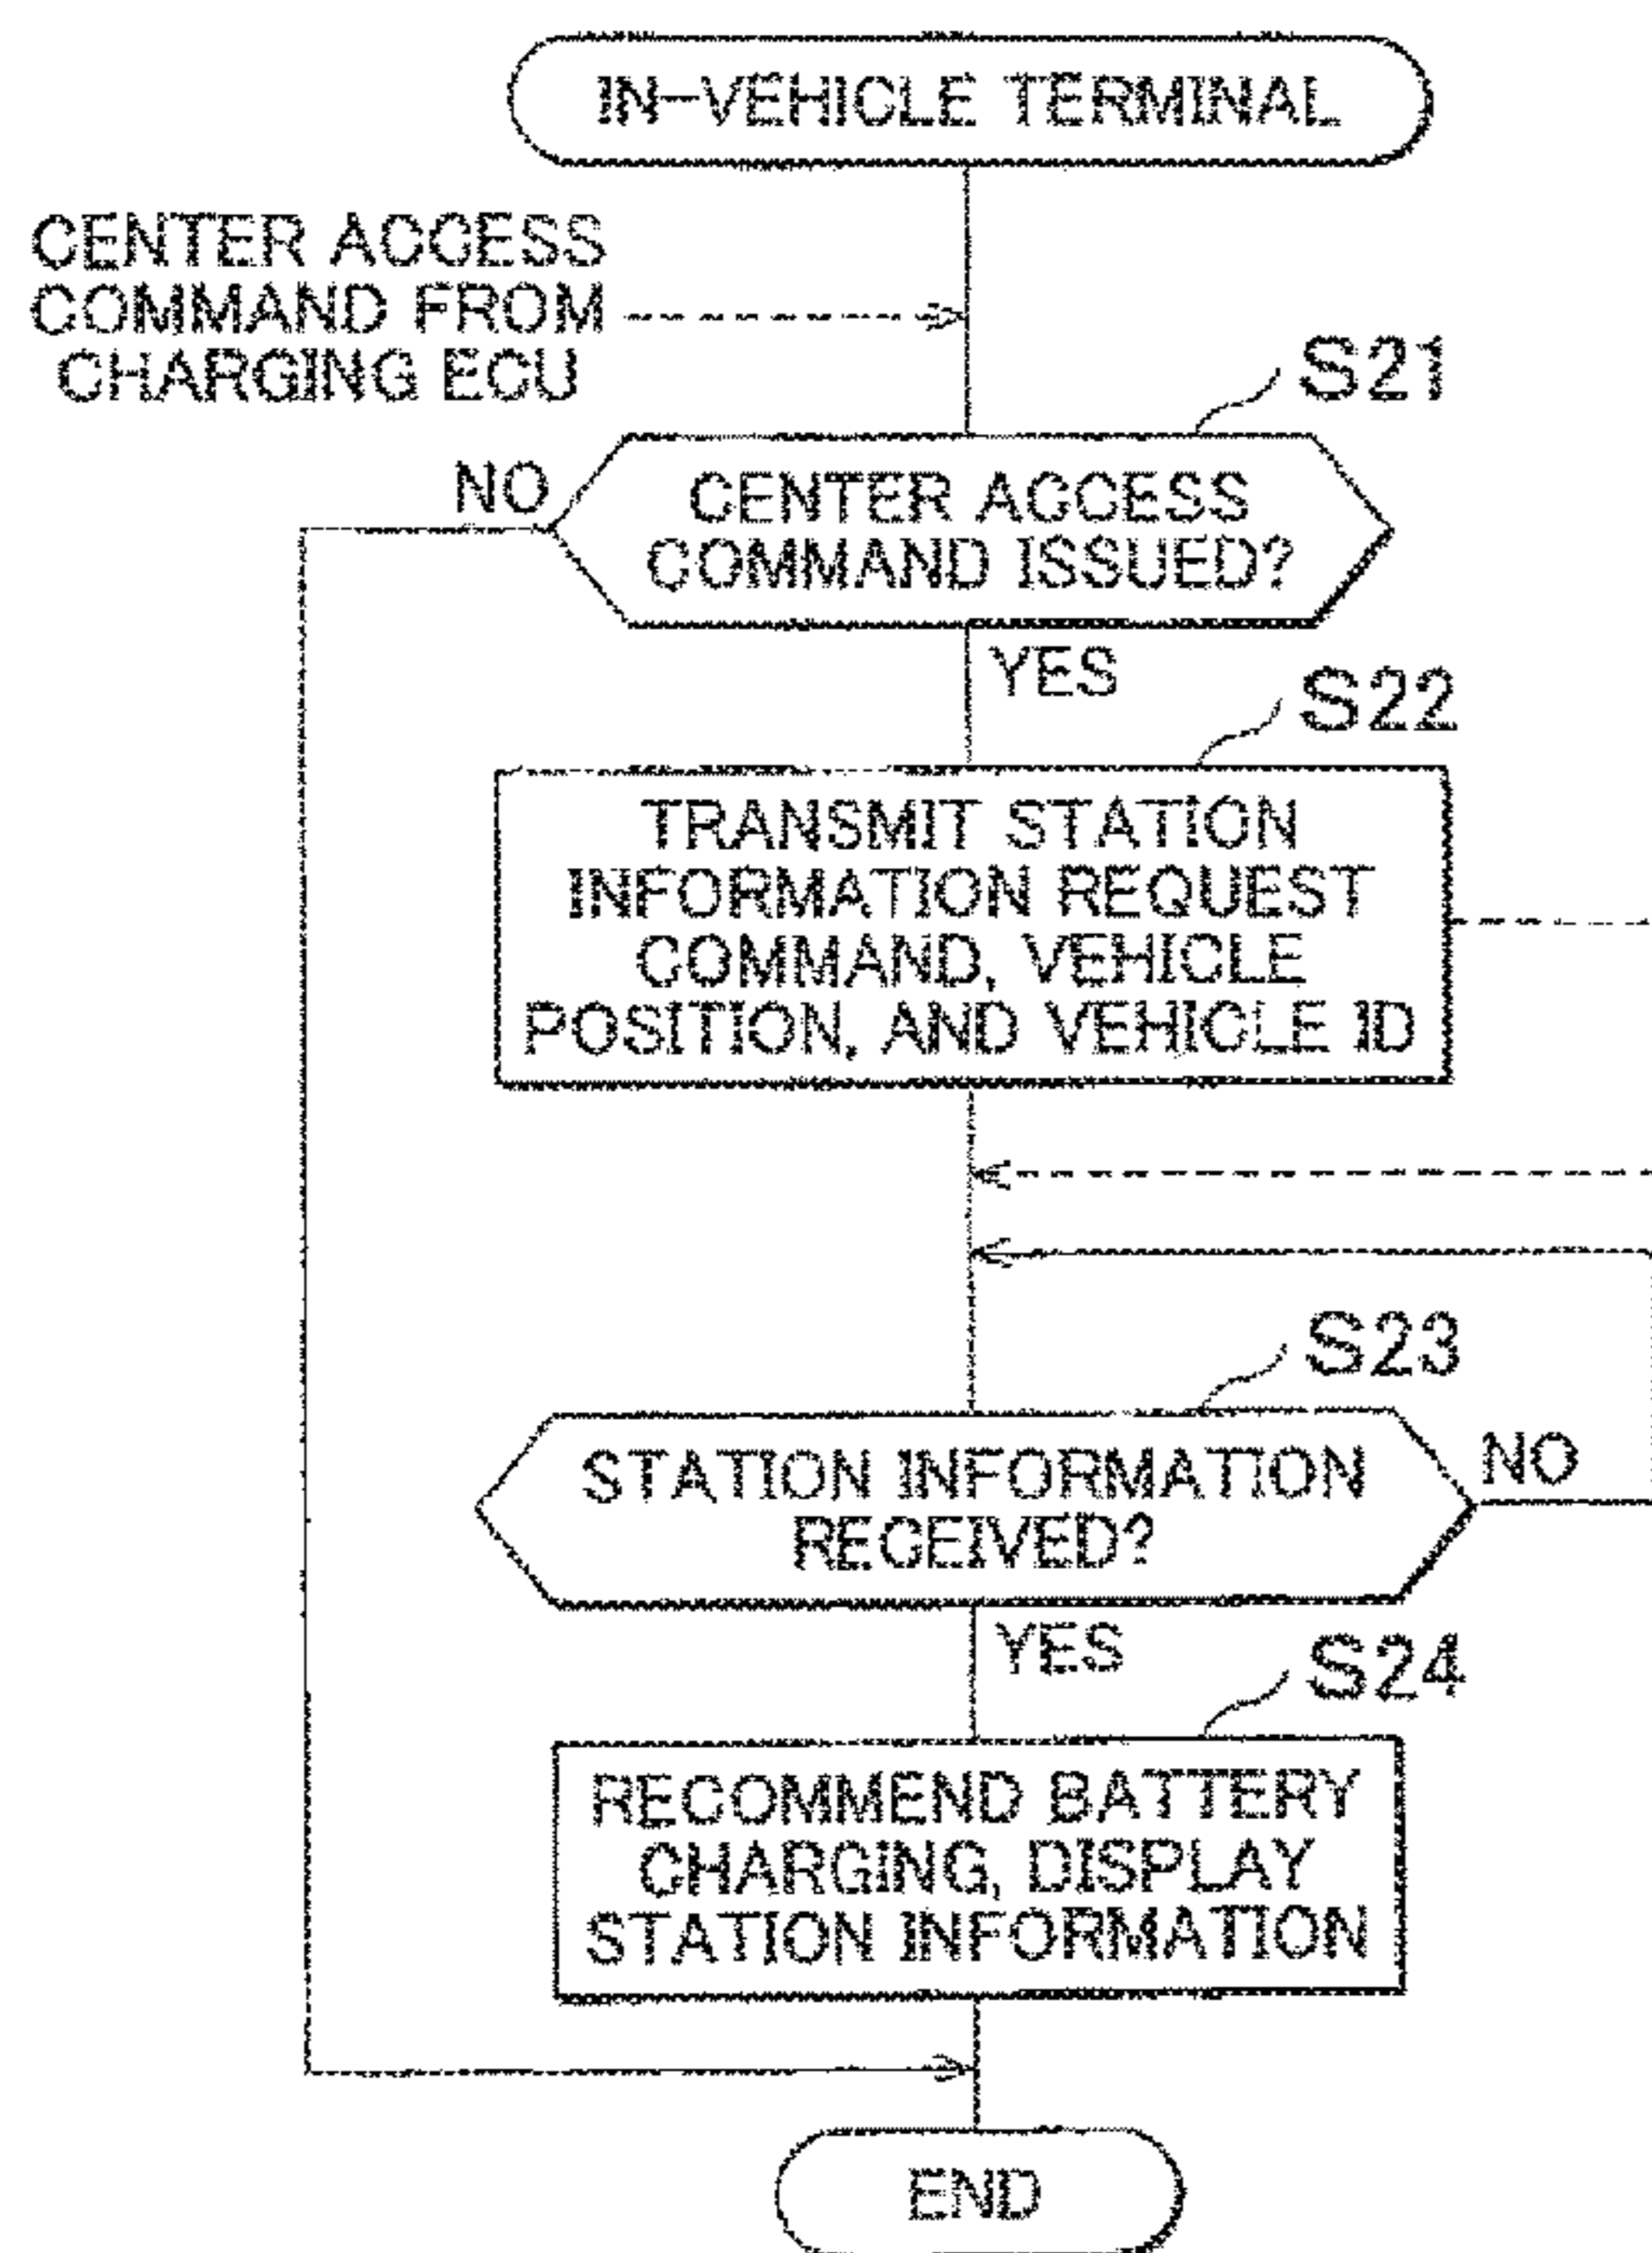 IN-VEHICLE TERMINAL
CENTER ACCESS
COMMAND FROM
CHARGING ECU
S21
NO
CENTER ACCESS
COMMAND ISSUED?
YES
S22
TRANSMIT STATION
INFORMATION REQUEST
COMMAND, VEHICLE
POSITION, AND VEHICLE ID
S23
STATION INFORMATION
RECEIVED?
NO
YES
S24
RECOMMEND BATTERY
CHARGING, DISPLAY
STATION INFORMATION
END